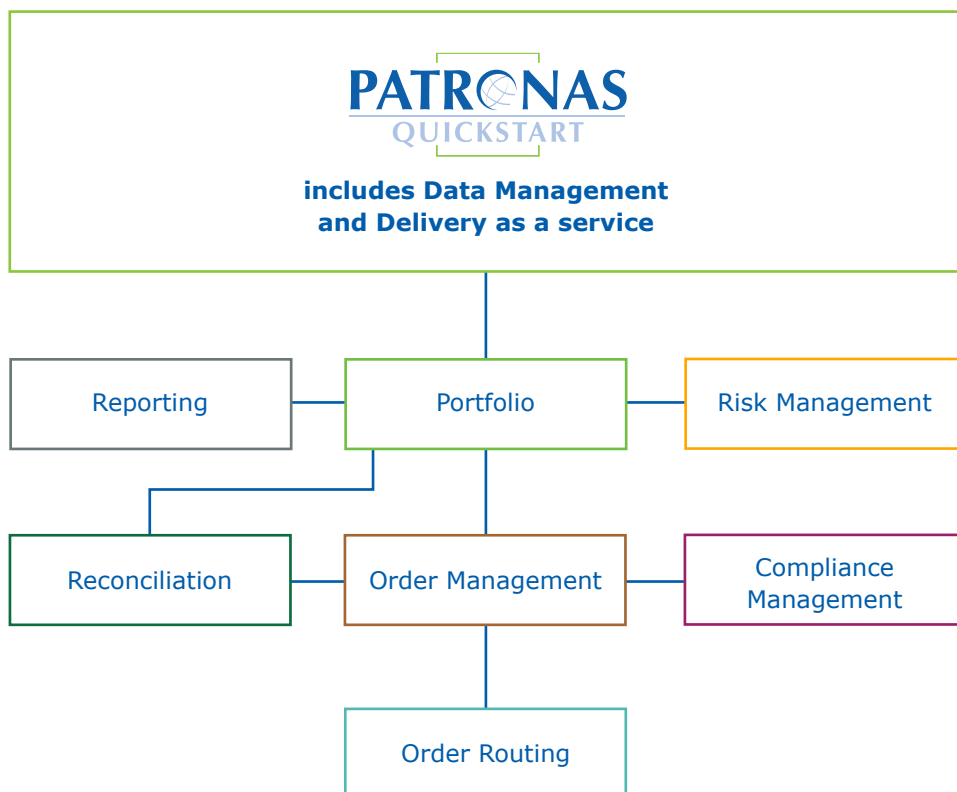 PATRONAS
QUICKSTART
includes Data Management
and Delivery as a service
Reporting
Portfolio
Risk Management
Reconciliation
Order Management
Compliance
Management
Order Routing